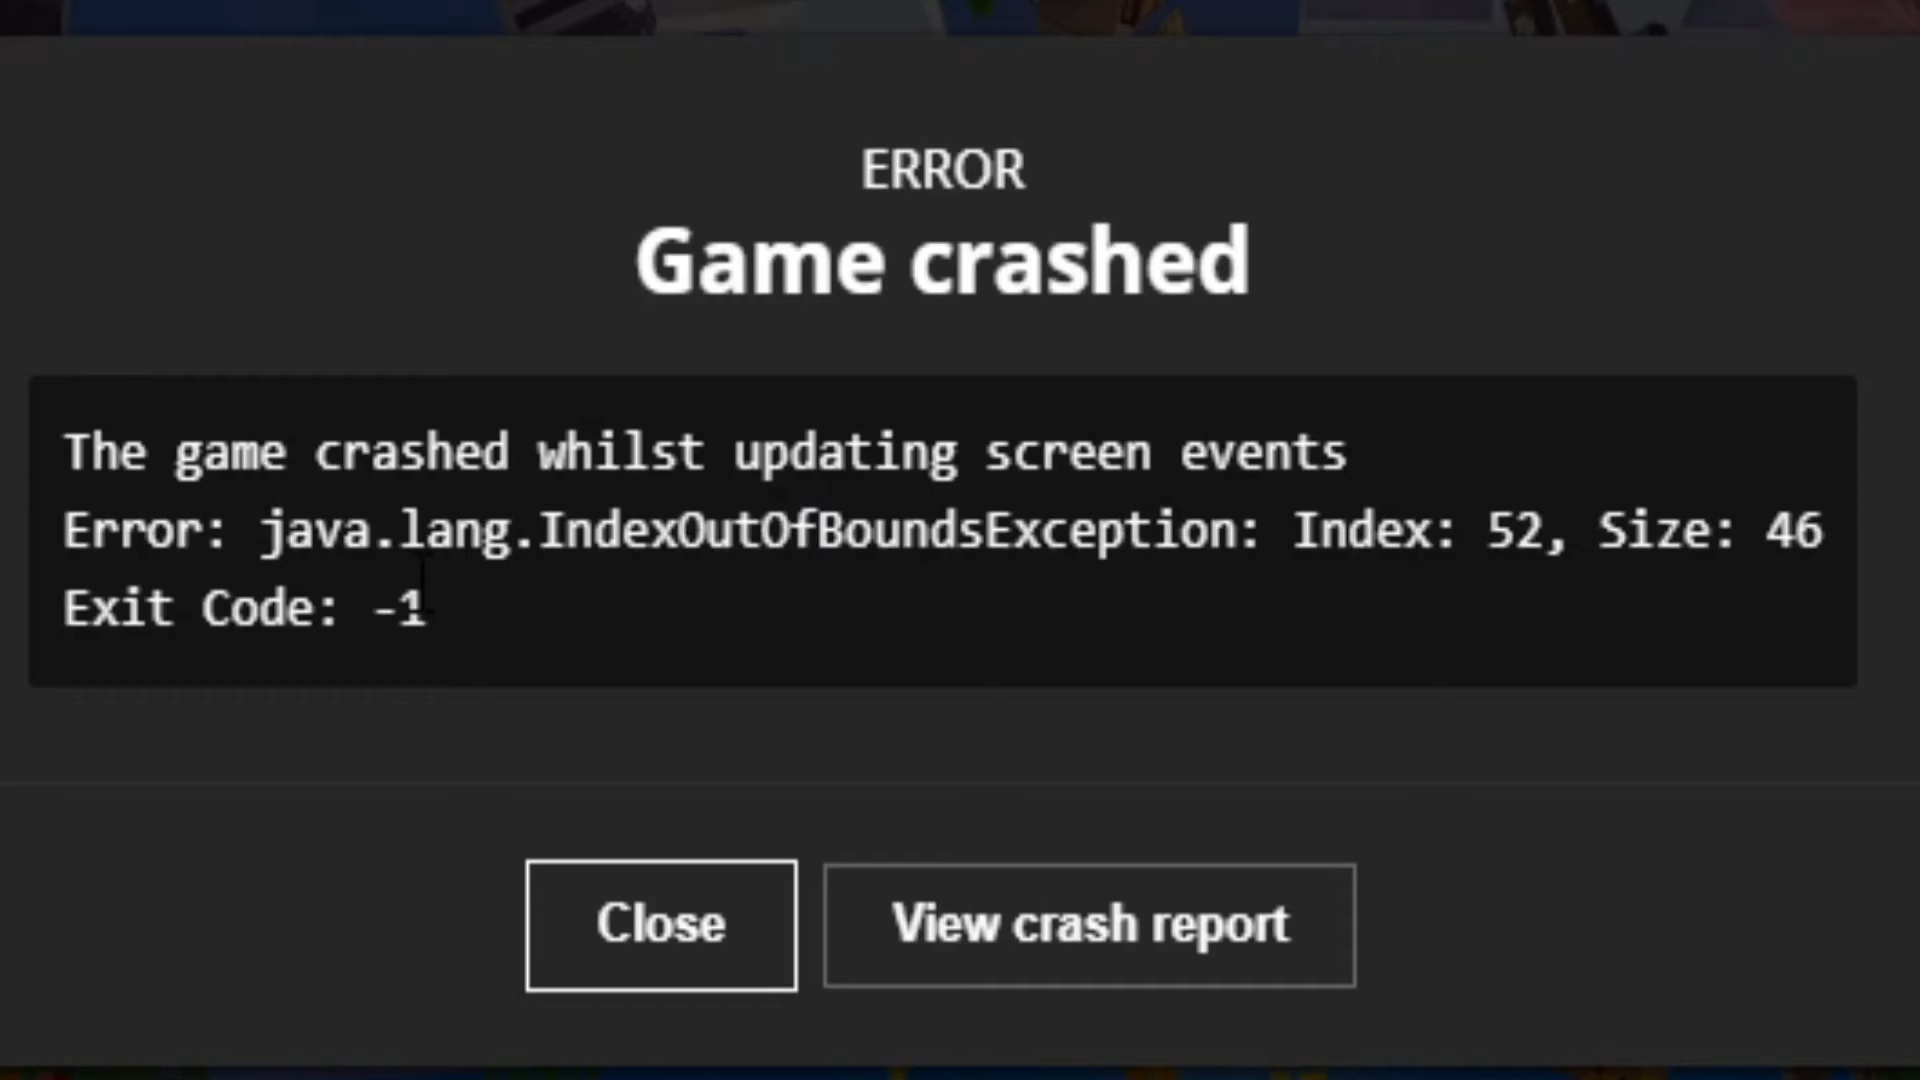 ERROR
Game crashed
The game crashed whilst updating screen events
Error: java.lang.IndexOutOfBoundsException: Index: 52, Size: 46
Exit Code: -1
Close
View crash report